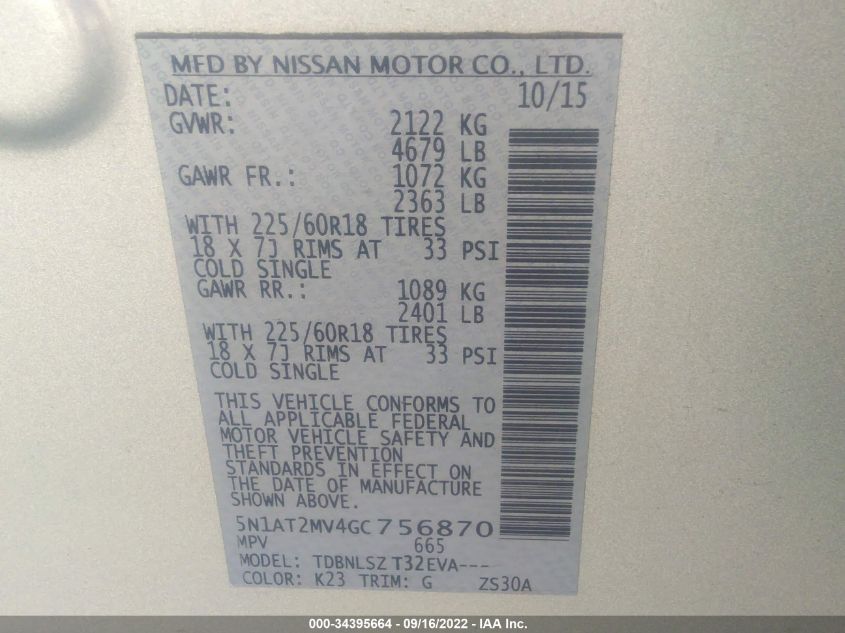 MFD BY NISSAN MOTOR CO., LTD.
DATE: 10/15
GVWR: 2122 KG
4679 LB
GAWR FR.: 1072 KG
2363 LB
WITH 225/60R18 TIRES
18 X 7J RIMS AT 33 PSI
COLD SINGLE
GAWR RR.: 1089 KG
2401 LB
WITH 225/60R18 TIRES
18 X 7J RIMS AT 33 PSI
COLD SINGLE
THIS VEHICLE CONFORMS TO
ALL APPLICABLE FEDERAL
MOTOR VEHICLE SAFETY AND
THEFT PREVENTION
STANDARDS IN EFFECT ON
THE DATE OF MANUFACTURE
SHOWN ABOVE.
5N1AT2MV4GC756870
MPV 665
MODEL: TDBNLSZ T32EVA---
COLOR: K23 TRIM: G ZS30A
000-34395664 - 09/16/2022 - IAA Inc.